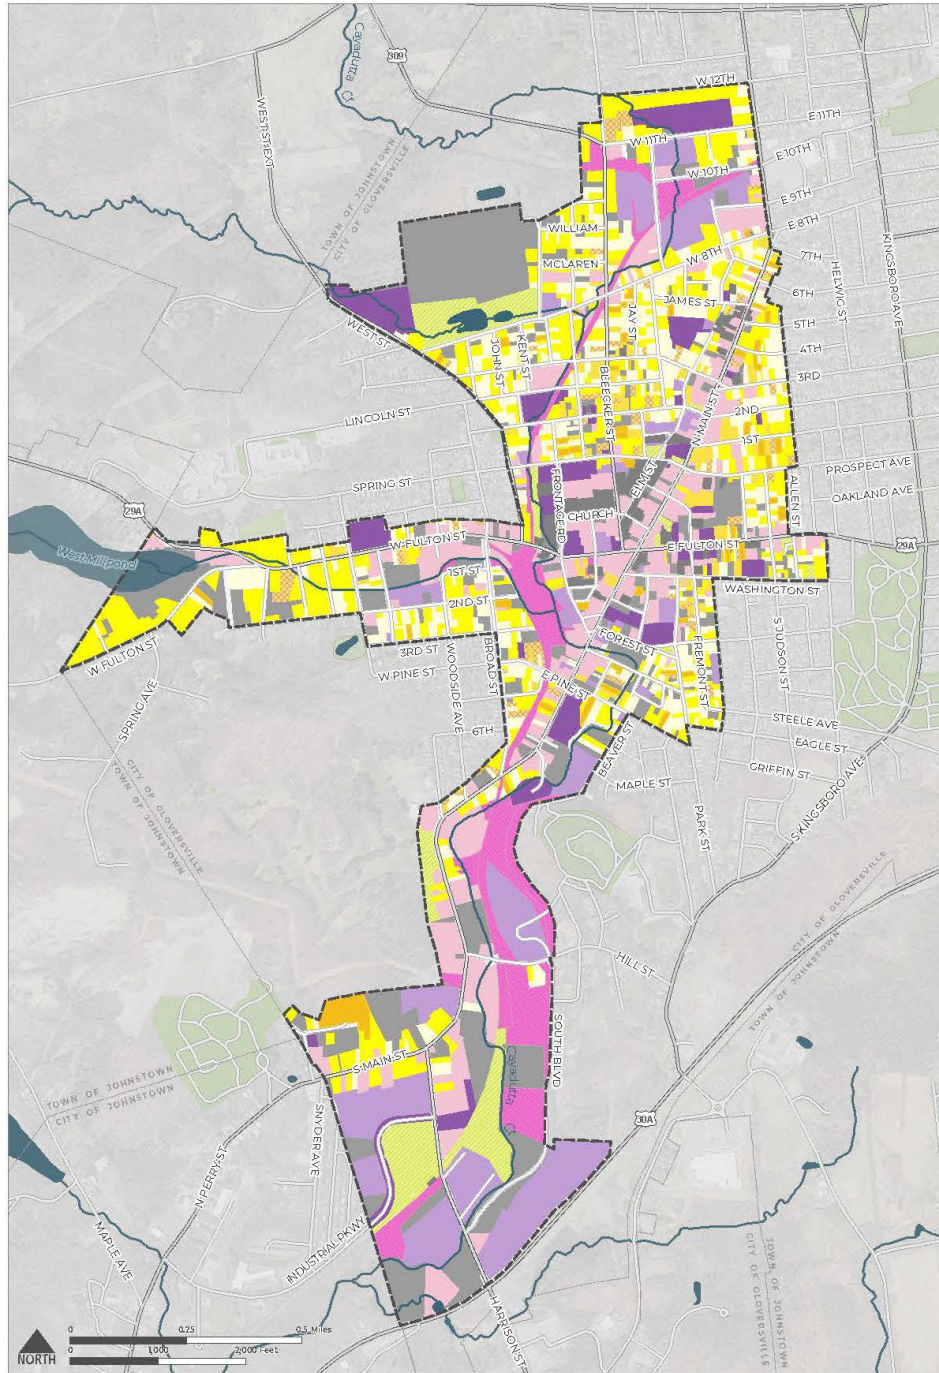 Cayadutta
C
309
W 12TH
E 11TH
WEST ST EXT
W 11TH
E 10TH
TOWN OF JOHNSTOWN
CITY OF GLOVERSVILLE
W 10TH
E 9TH
E 8TH
WILLIAM
KINGSBORO AVE
W 8TH
7TH
MCLAREN
HELWIG ST
6TH
JAMES ST
WEST ST
JAY ST
5TH
KENT ST
JOHN ST
4TH
BLEECKER ST
3RD
N MAIN ST
LINCOLN ST
2ND
1ST
PROSPECT AVE
ELM ST
SPRING ST
FRONTAGE RD
ALLEN ST
OAKLAND AVE
29A
CHURCH
W FULTON ST
E FULTON ST
29A
West Millpond
1ST ST
WASHINGTON ST
2ND ST
S JUDSON ST
FOREST ST
FREMONT ST
W FULTON ST
3RD ST
BROAD ST
WOODSIDE AVE
W PINE ST
E PINE ST
SPRING AVE
STEELE AVE
6TH
BEAVER ST
EAGLE ST
GRIFFIN ST
MAPLE ST
CITY OF GLOVERSVILLE
TOWN OF JOHNSTOWN
PARK ST
S KINGSBORO AVE
CITY OF GLOVERSVILLE
TOWN OF JOHNSTOWN
HILL ST
SOUTH BLVD
S MAIN ST
Cayadutta
C
TOWN OF JOHNSTOWN
CITY OF JOHNSTOWN
30A
SNYDER AVE
N PERRY ST
MAPLE AVE
INDUSTRIAL PKWY
TOWN OF JOHNSTOWN
CITY OF GLOVERSVILLE
HARRISON ST
0 0.25 0.5 Miles
0 1,000 2,000 Feet
NORTH